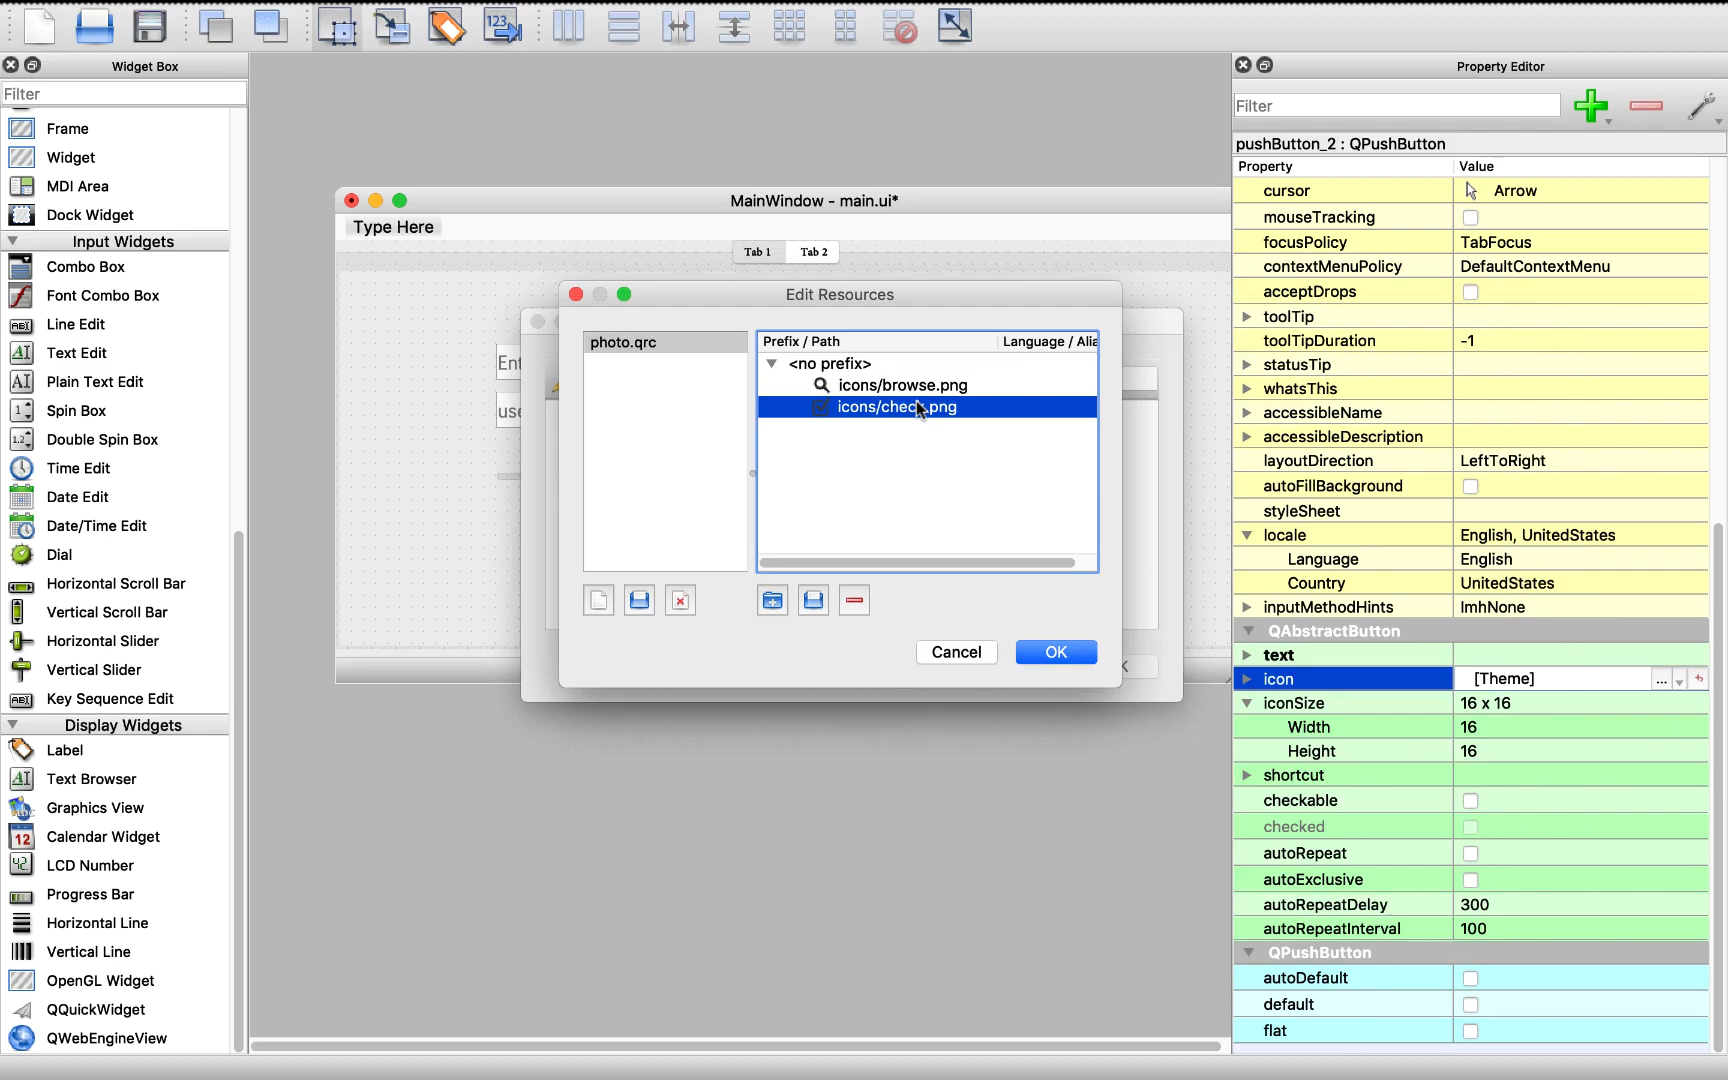 Widget Box
Property Editor
Filter
Frame
Widget
MDI Area
Dock Widget
Input Widgets
Combo Box
Font Combo Box
Line Edit
Text Edit
Plain Text Edit
Spin Box
Double Spin Box
Time Edit
Date Edit
Date/Time Edit
Dial
Horizontal Scroll Bar
Vertical Scroll Bar
Horizontal Slider
Vertical Slider
Key Sequence Edit
Display Widgets
Label
Text Browser
Graphics View
Calendar Widget
LCD Number
Progress Bar
Horizontal Line
Vertical Line
OpenGL Widget
QQuickWidget
QWebEngineView
MainWindow - main.ui*
Type Here
Tab 1 Tab 2
Edit Resources
photo.qrc
Prefix / Path Language / Alia
<no prefix>
icons/browse.png
icons/check.png
Cancel OK
Filter
pushButton_2 : QPushButton
Property Value
cursor Arrow
mouseTracking
focusPolicy TabFocus
contextMenuPolicy DefaultContextMenu
acceptDrops
toolTip
toolTipDuration -1
statusTip
whatsThis
accessibleName
accessibleDescription
layoutDirection LeftToRight
autoFillBackground
styleSheet
locale English, UnitedStates
Language English
Country UnitedStates
inputMethodHints ImhNone
QAbstractButton
text
icon [Theme] ...
iconSize 16 x 16
Width 16
Height 16
shortcut
checkable
checked
autoRepeat
autoExclusive
autoRepeatDelay 300
autoRepeatInterval 100
QPushButton
autoDefault
default
flat